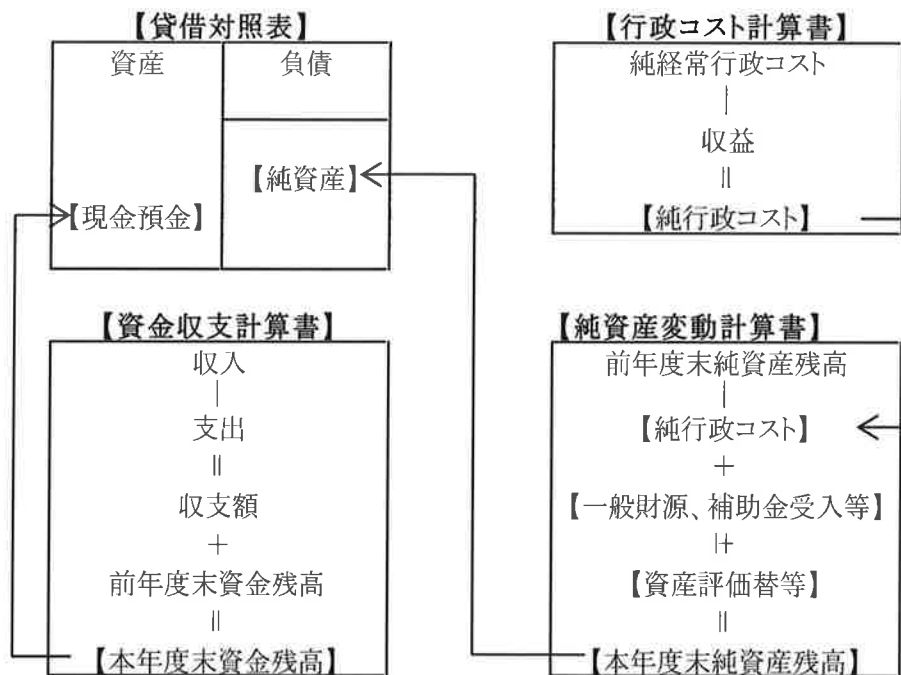 【貸借対照表】
資産
負債
【純資産】
【現金預金】
【行政コスト計算書】
純経常行政コスト
|
収益
||
【純行政コスト】
【資金収支計算書】
収入
|
支出
||
収支額
+
前年度末資金残高
||
【本年度末資金残高】
【純資産変動計算書】
前年度末純資産残高
|
【純行政コスト】
+
【一般財源、補助金受入等】
|+
【資産評価替等】
||
【本年度末純資産残高】